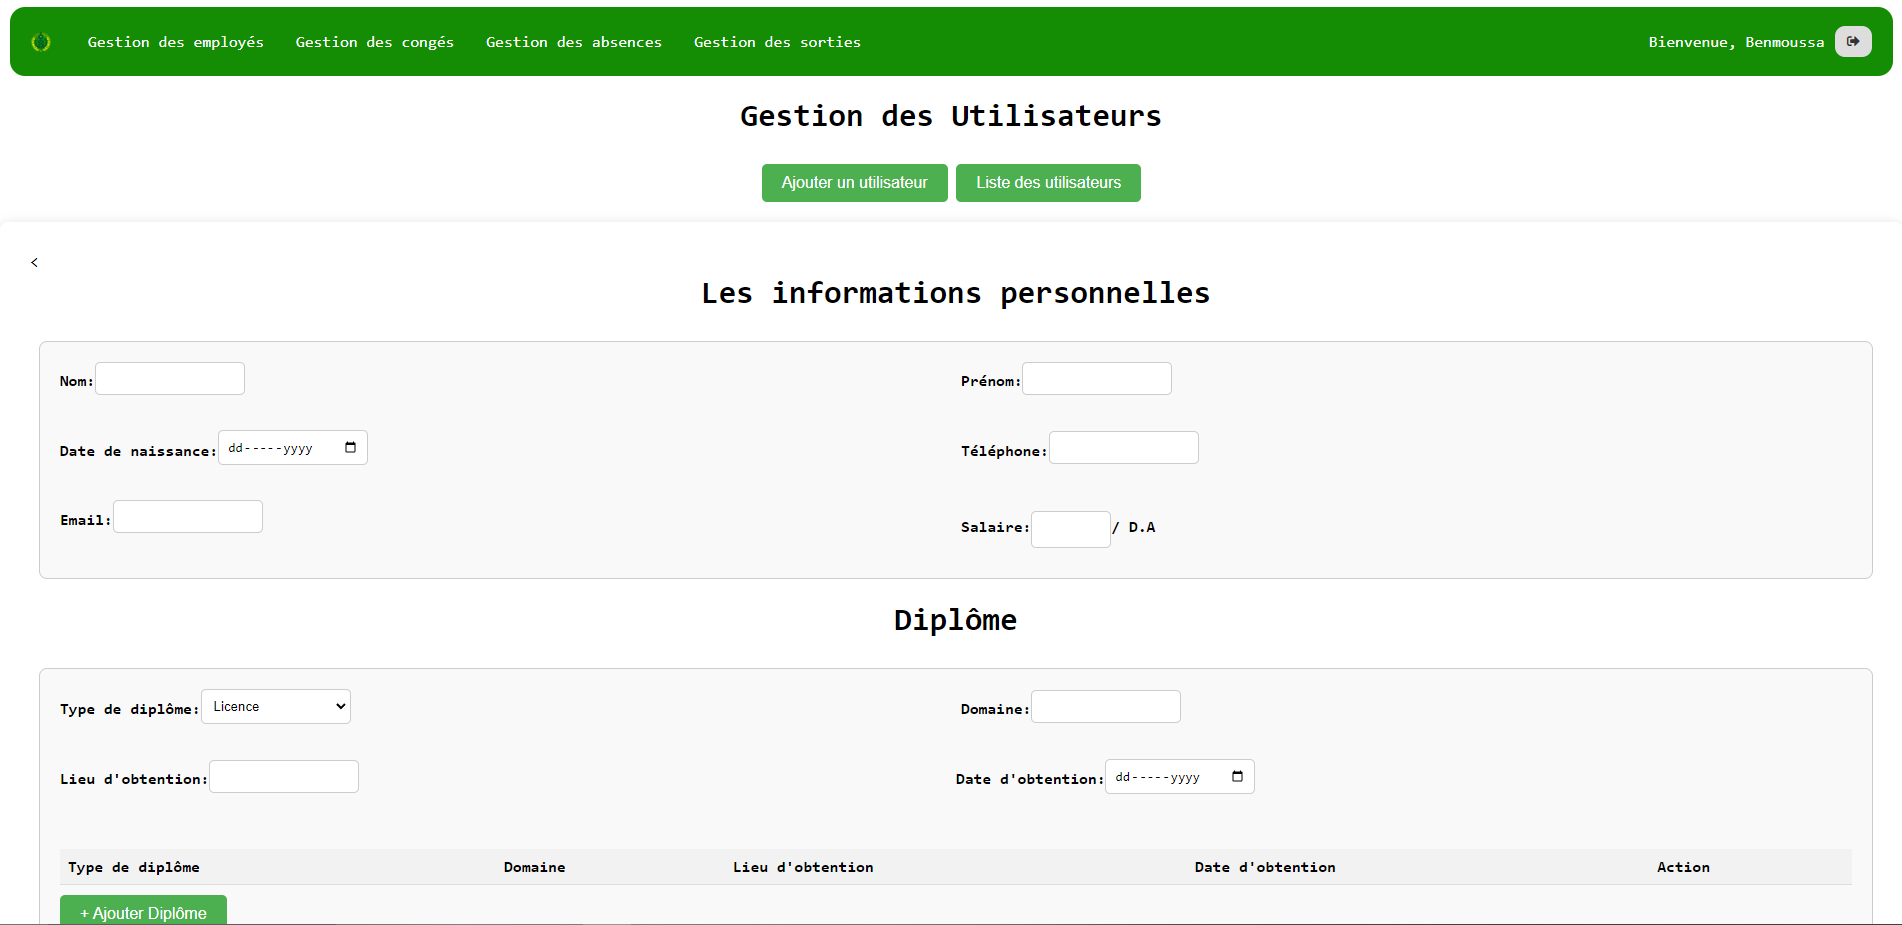 Gestion des employés Gestion des congés Gestion des absences Gestion des sorties Bienvenue, Benmoussa
Gestion des Utilisateurs
Ajouter un utilisateur Liste des utilisateurs
<
Les informations personnelles
Nom: Prénom:
Date de naissance: dd-----yyyy Téléphone:
Email: Salaire: / D.A
Diplôme
Type de diplôme: Licence Domaine:
Lieu d'obtention: Date d'obtention: dd-----yyyy
Type de diplôme Domaine Lieu d'obtention Date d'obtention Action
+ Ajouter Diplôme